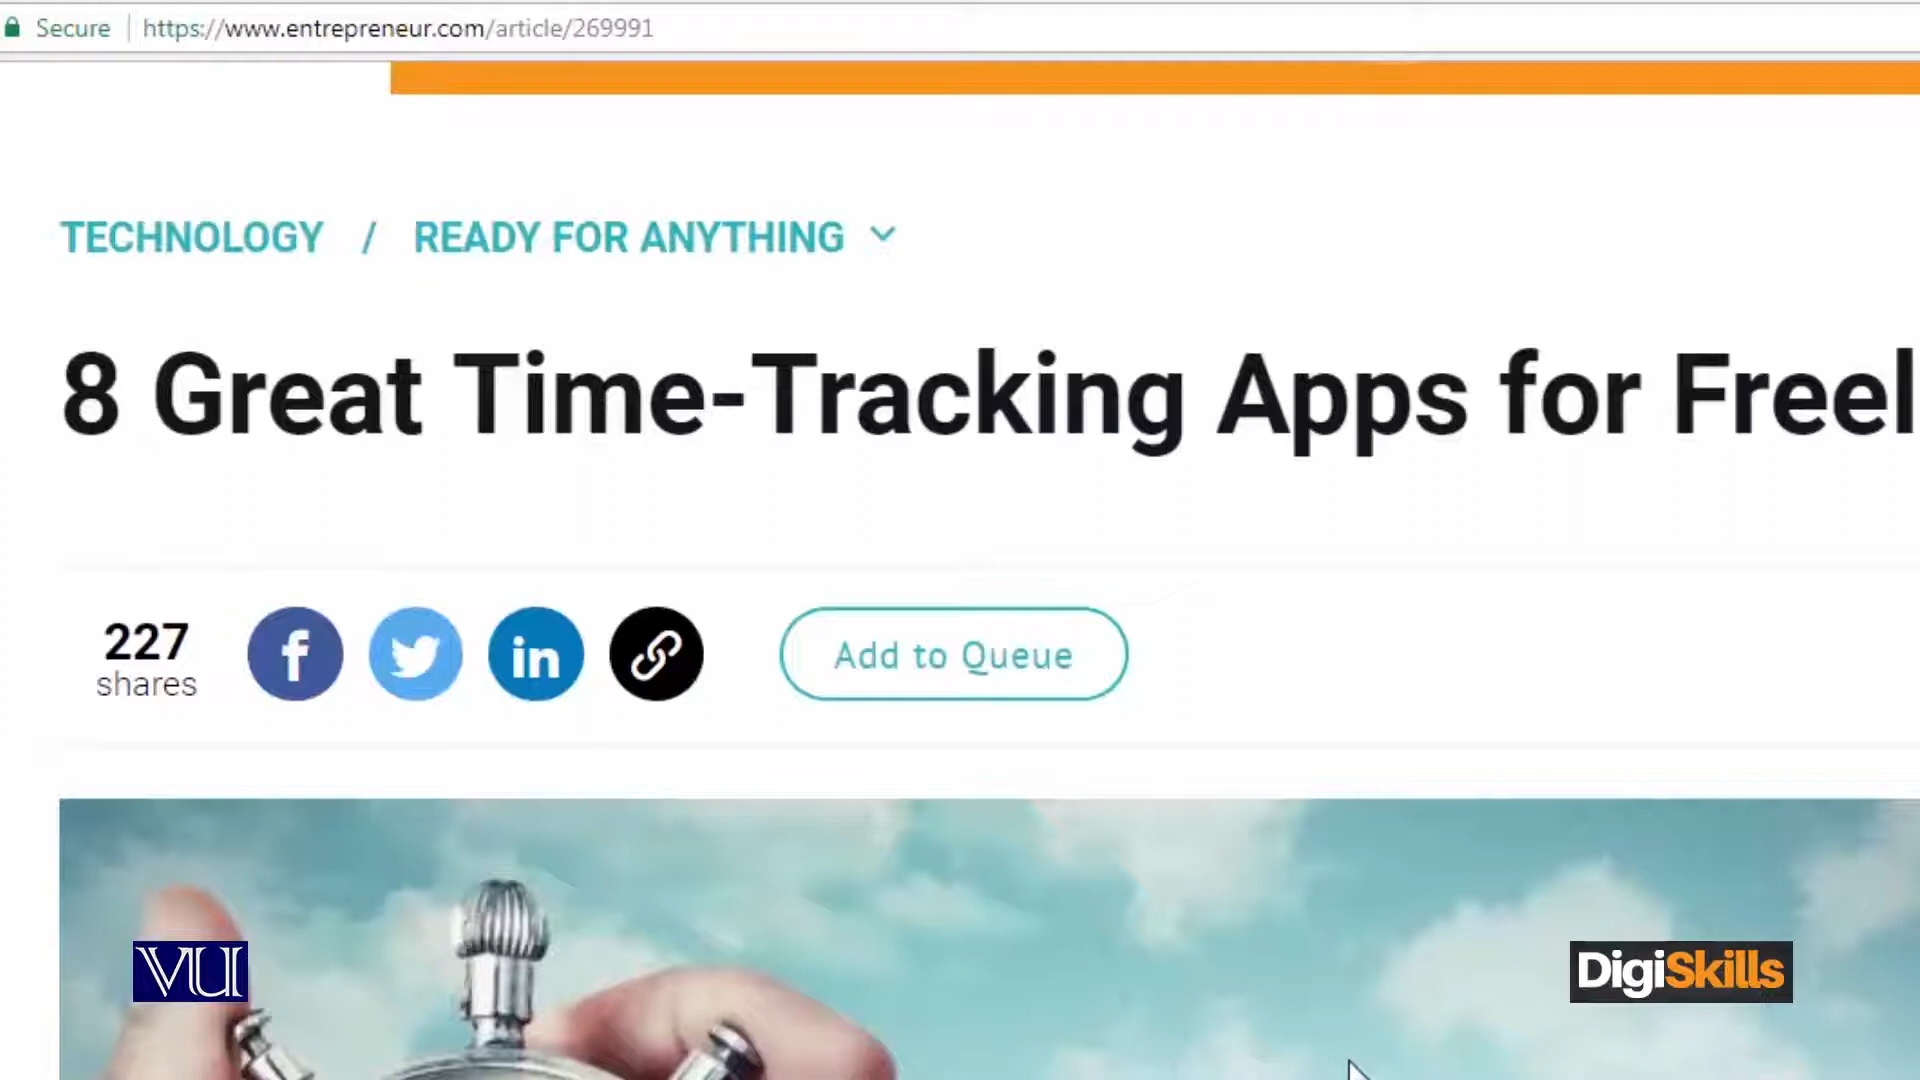 Secure https://www.entrepreneur.com/article/269991
TECHNOLOGY / READY FOR ANYTHING
8 Great Time-Tracking Apps for Freel
227
shares
Add to Queue
VU
DigiSkills